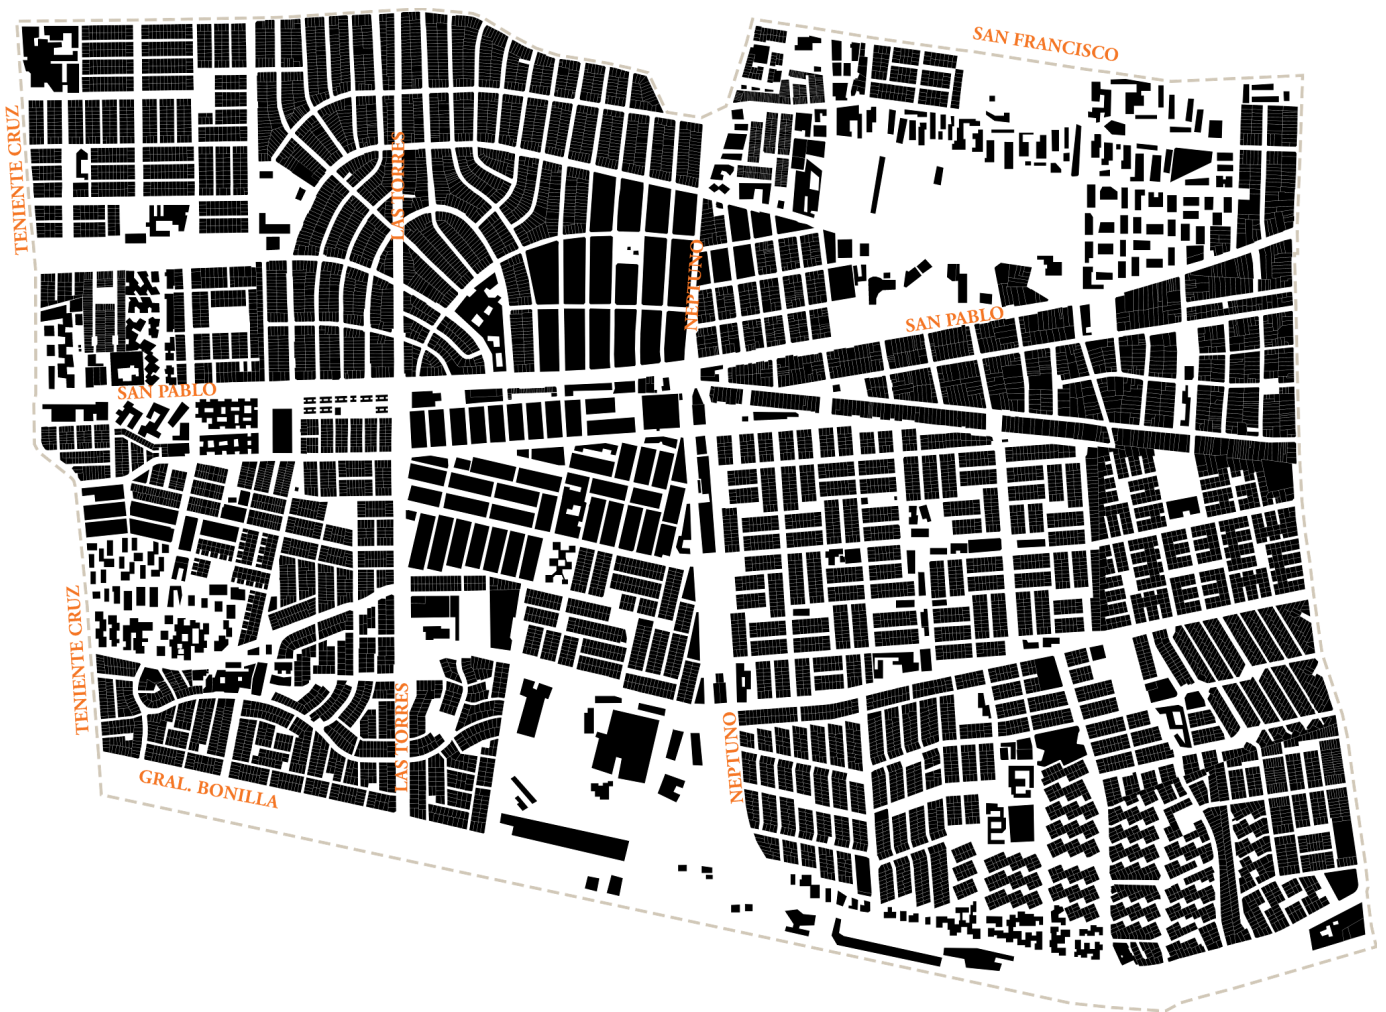 SAN FRANCISCO
TENIENTE CRUZ
LAS TORRES
NEPTUNO
SAN PABLO
SAN PABLO
TENIENTE CRUZ
LAS TORRES
NEPTUNO
GRAL. BONILLA